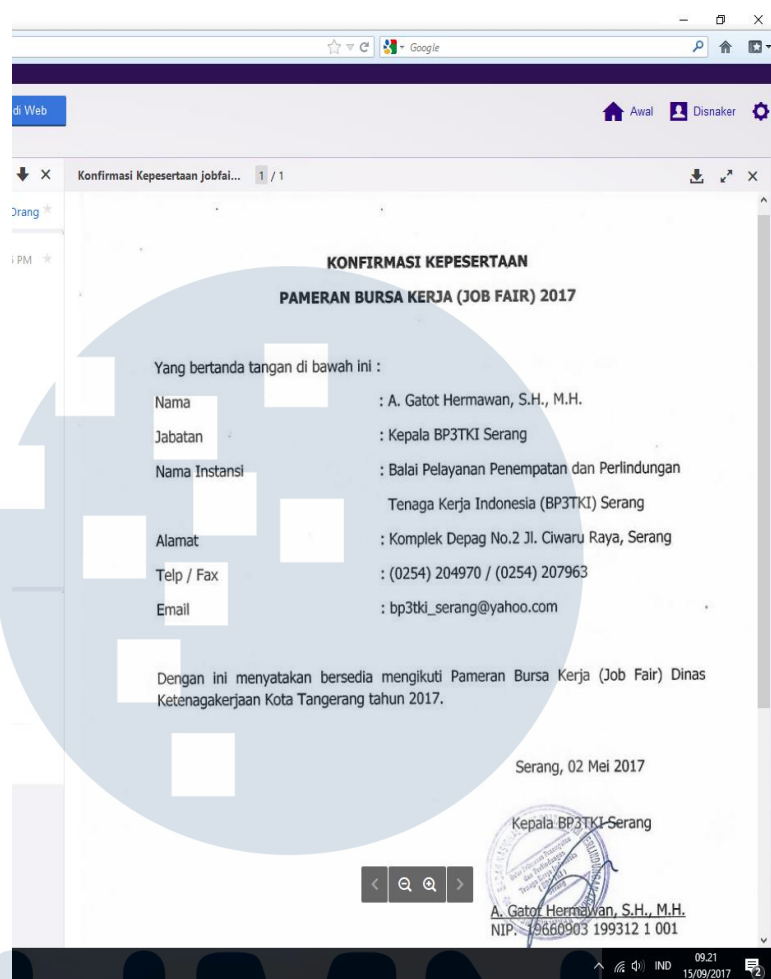 Google
di Web
Awal
Disnaker
Konfirmasi Kepesertaan jobfai...
1 / 1
Orang
PM
KONFIRMASI KEPESERTAAN
PAMERAN BURSA KERJA (JOB FAIR) 2017
Yang bertanda tangan di bawah ini :
Nama : A. Gatot Hermawan, S.H., M.H.
Jabatan : Kepala BP3TKI Serang
Nama Instansi : Balai Pelayanan Penempatan dan Perlindungan
Tenaga Kerja Indonesia (BP3TKI) Serang
Alamat : Komplek Depag No.2 Jl. Ciwaru Raya, Serang
Telp / Fax : (0254) 204970 / (0254) 207963
Email : bp3tki_serang@yahoo.com
Dengan ini menyatakan bersedia mengikuti Pameran Bursa Kerja (Job Fair) Dinas
Ketenagakerjaan Kota Tangerang tahun 2017.
Serang, 02 Mei 2017
Kepala BP3TKI Serang
A. Gatot Hermawan, S.H., M.H.
NIP. 19660903 199312 1 001
IND
09.21
15/09/2017
2